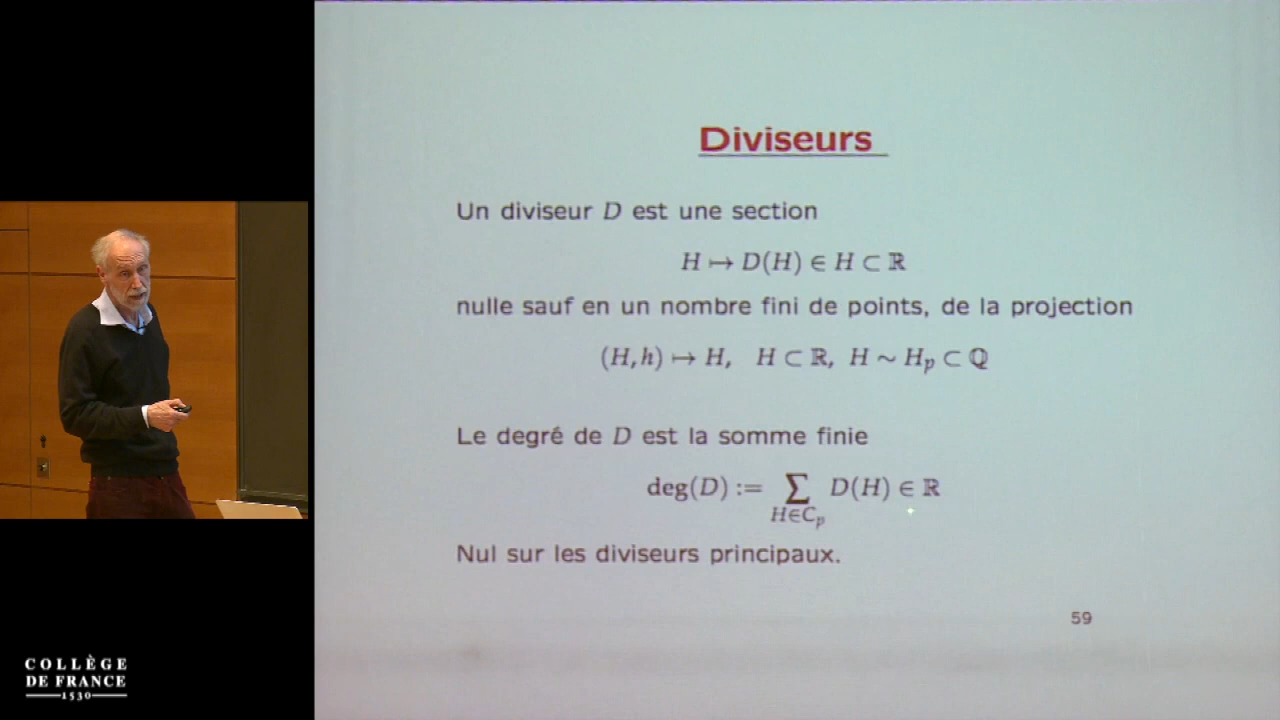 Diviseurs
Un diviseur D est une section
H ↦ D(H) ∈ H ⊂ ℝ
nulle sauf en un nombre fini de points, de la projection
(H, h) ↦ H, H ⊂ ℝ, H ∼ H_p ⊂ ℚ
Le degré de D est la somme finie
deg(D) := ∑_{H∈C_p} D(H) ∈ ℝ
Nul sur les diviseurs principaux.
59
COLLÈGE
DE FRANCE
1530